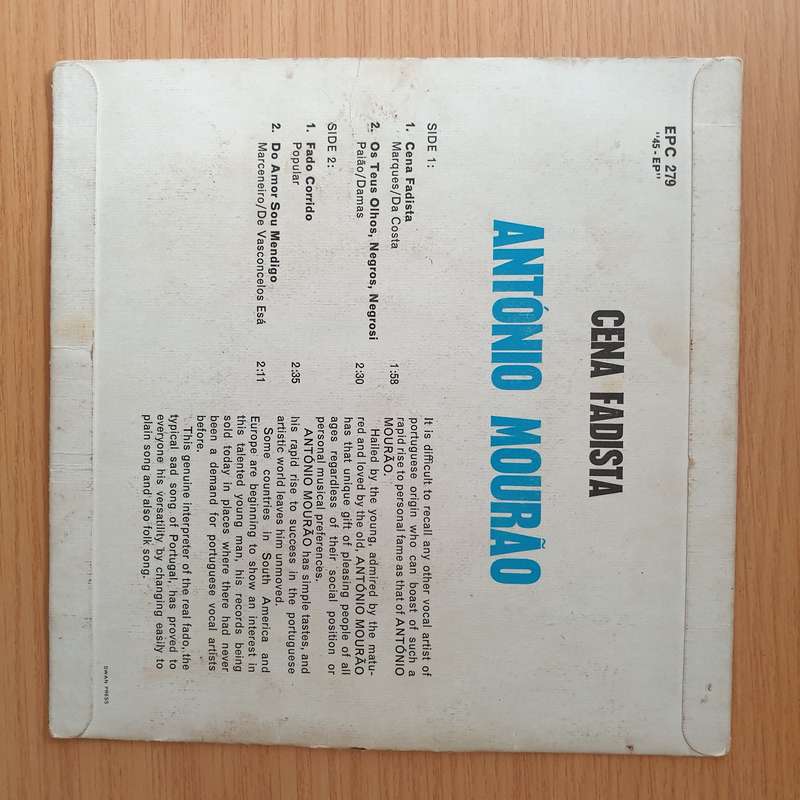 EPC 279
"45 - EP"
CENA FADISTA
ANTÓNIO MOURÃO
SIDE 1:
1. Cena Fadista
Marques/Da Costa
1:58
2. Os Teus Olhos, Negros, Negrosi
Paião/Damas
2:30
SIDE 2:
1. Fado Corrido
Popular
2:35
2. Do Amor Sou Mendigo
Marceneiro/De Vasconcelos Esá
2:11
It is difficult to recall any other vocal artist of
portuguese origin who can boast of such a
rapid rise to personal fame as that of ANTÓNIO
MOURÃO.
Hailed by the young, admired by the matu-
red and loved by the old, ANTÓNIO MOURÃO
has that unique gift of pleasing people of all
ages regardless of their social position or
personal musical preferences.
ANTÓNIO MOURÃO has simple tastes, and
his rapid rise to success in the portuguese
artistic world leaves him unmoved.
Some countries in South America and
Europe are beginning to show an interest in
this talented young man, his records being
sold today in places where there had never
been a demand for portuguese vocal artists
before.
This genuine interpreter of the real fado, the
typical sad song of Portugal, has proved to
everyone his versatility by changing easily to
plain song and also folk song.
SWAN PRESS